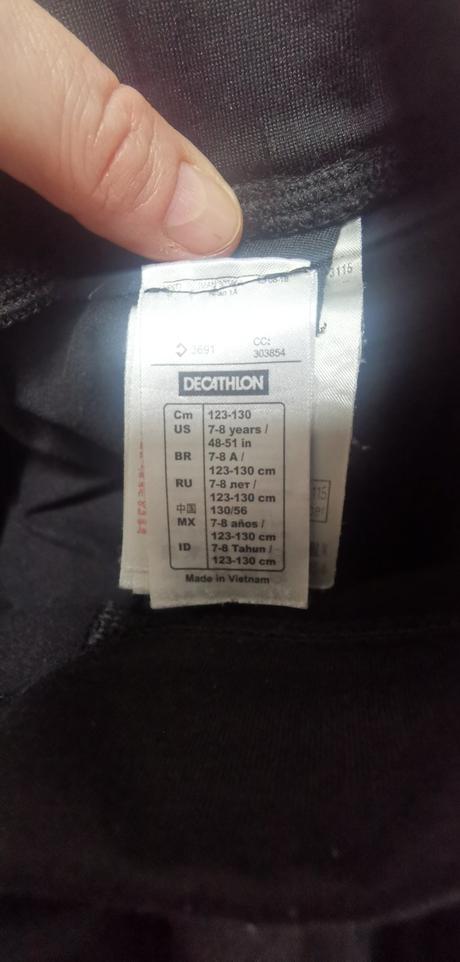 3691
CC:
303854
DECATHLON
Cm 123-130
US 7-8 years /
48-51 in
BR 7-8 A /
123-130 cm
RU 7-8 лет /
123-130 cm
中国 130/56
MX 7-8 años /
123-130 cm
ID 7-8 Tahun /
123-130 cm
Made in Vietnam